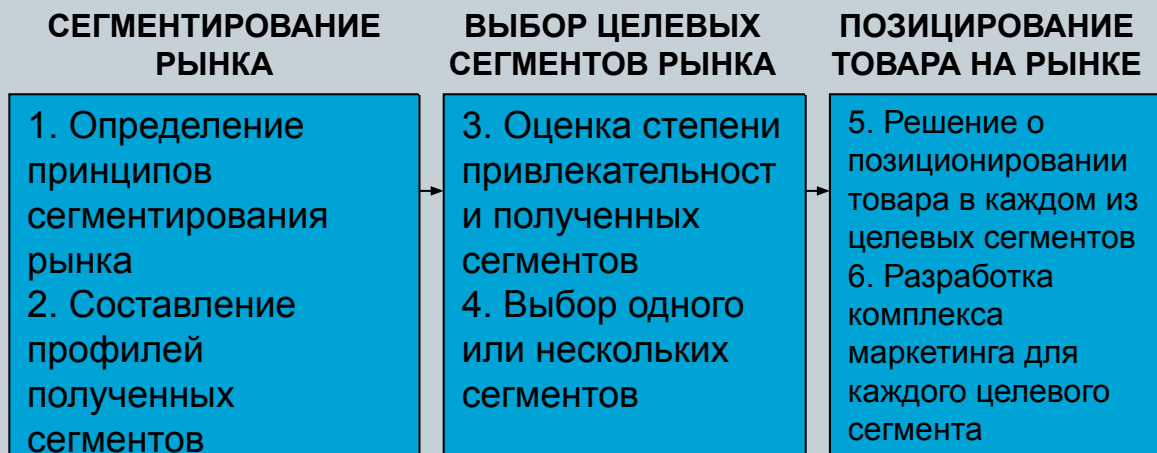 СЕГМЕНТИРОВАНИЕ
РЫНКА
1. Определение
принципов
сегментирования
рынка
2. Составление
профилей
полученных
сегментов
ВЫБОР ЦЕЛЕВЫХ
СЕГМЕНТОВ РЫНКА
3. Оценка степени
привлекательност
и полученных
сегментов
4. Выбор одного
или нескольких
сегментов
ПОЗИЦИРОВАНИЕ
ТОВАРА НА РЫНКЕ
5. Решение о
позиционировании
товара в каждом из
целевых сегментов
6. Разработка
комплекса
маркетинга для
каждого целевого
сегмента